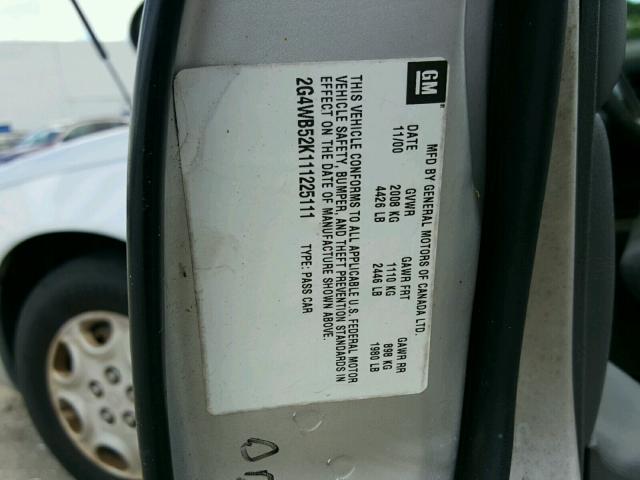 GM
MFD BY GENERAL MOTORS OF CANADA LTD.
DATE GVWR GAWR FRT GAWR RR
11/00 2008 KG 1110 KG 898 KG
4426 LB 2446 LB 1980 LB
THIS VEHICLE CONFORMS TO ALL APPLICABLE U.S. FEDERAL MOTOR
VEHICLE SAFETY, BUMPER, AND THEFT PREVENTION STANDARDS IN
EFFECT ON THE DATE OF MANUFACTURE SHOWN ABOVE.
2G4WB52K111225111 TYPE: PASS CAR